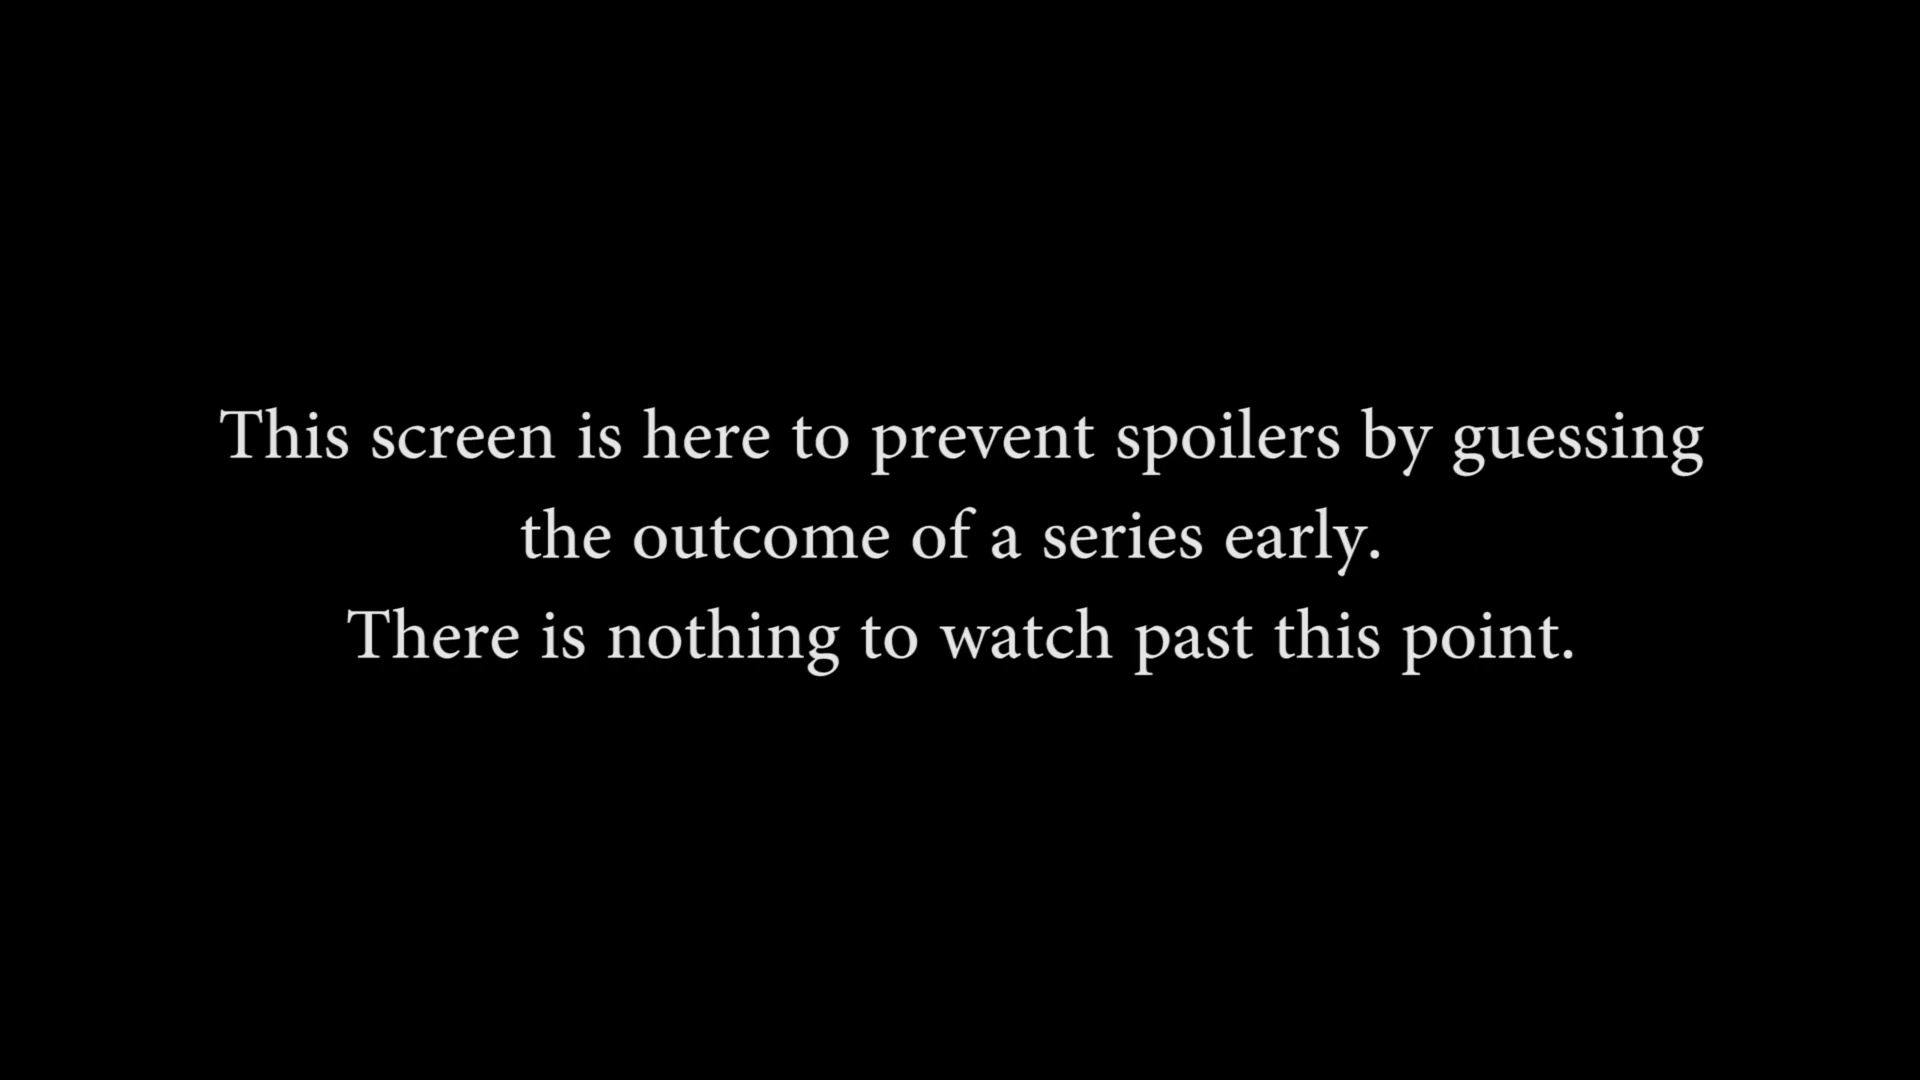 This screen is here to prevent spoilers by guessing
the outcome of a series early.
There is nothing to watch past this point.